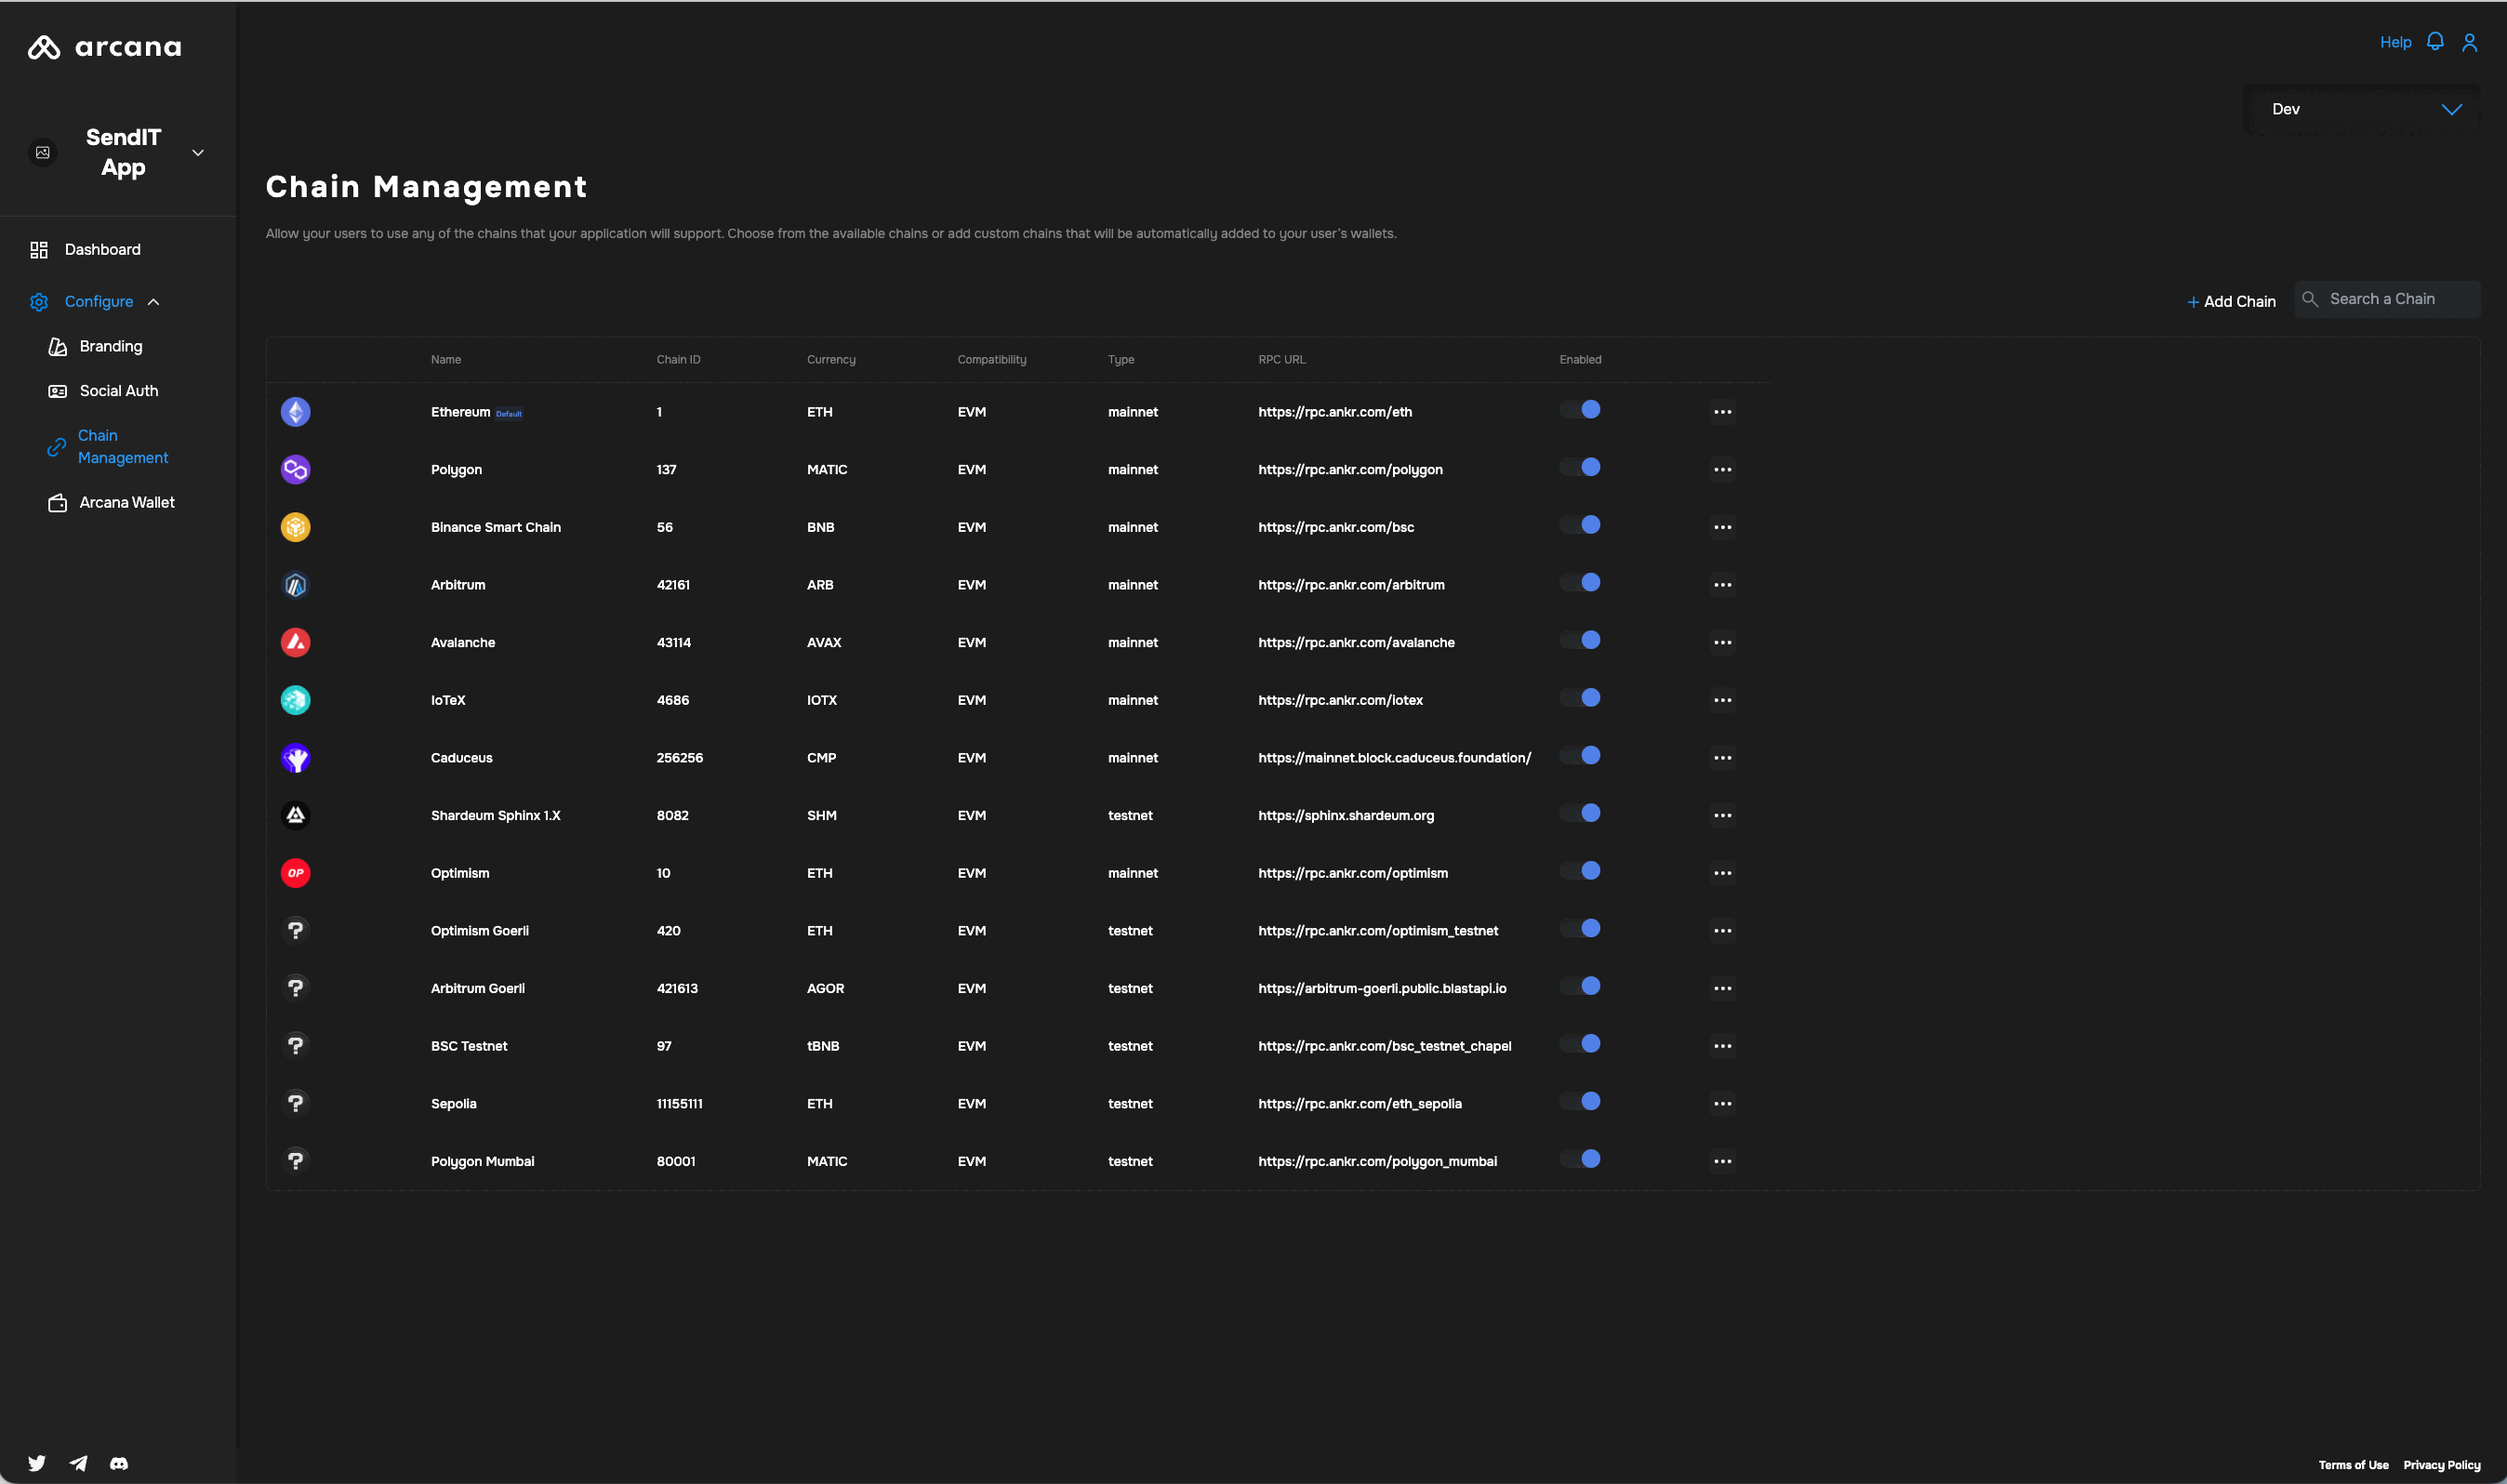 arcana
Help
Dev
SendIT
App
Chain Management
Allow your users to use any of the chains that your application will support. Choose from the available chains or add custom chains that will be automatically added to your user's wallets.
Dashboard
Configure
Branding
Social Auth
Chain
Management
Arcana Wallet
+ Add Chain
Search a Chain
Name Chain ID Currency Compatibility Type RPC URL Enabled
Ethereum Default 1 ETH EVM mainnet https://rpc.ankr.com/eth
Polygon 137 MATIC EVM mainnet https://rpc.ankr.com/polygon
Binance Smart Chain 56 BNB EVM mainnet https://rpc.ankr.com/bsc
Arbitrum 42161 ARB EVM mainnet https://rpc.ankr.com/arbitrum
Avalanche 43114 AVAX EVM mainnet https://rpc.ankr.com/avalanche
IoTeX 4686 IOTX EVM mainnet https://rpc.ankr.com/iotex
Caduceus 256256 CMP EVM mainnet https://mainnet.block.caduceus.foundation/
Shardeum Sphinx 1.X 8082 SHM EVM testnet https://sphinx.shardeum.org
OP Optimism 10 ETH EVM mainnet https://rpc.ankr.com/optimism
? Optimism Goerli 420 ETH EVM testnet https://rpc.ankr.com/optimism_testnet
? Arbitrum Goerli 421613 AGOR EVM testnet https://arbitrum-goerli.public.blastapi.io
? BSC Testnet 97 tBNB EVM testnet https://rpc.ankr.com/bsc_testnet_chapel
? Sepolia 11155111 ETH EVM testnet https://rpc.ankr.com/eth_sepolia
? Polygon Mumbai 80001 MATIC EVM testnet https://rpc.ankr.com/polygon_mumbai
Terms of Use Privacy Policy